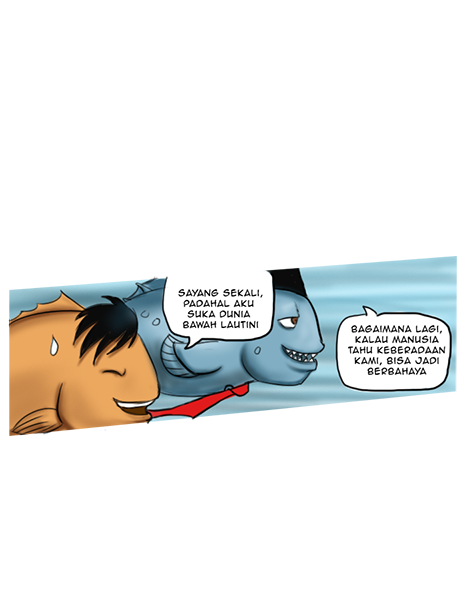 SAYANG SEKALI,
PADAHAL AKU
SUKA DUNIA
BAWAH LAUTINI
BAGAIMANA LAGI,
KALAU MANUSIA
TAHU KEBERADAAN
KAMI, BISA JADI
BERBAHAYA